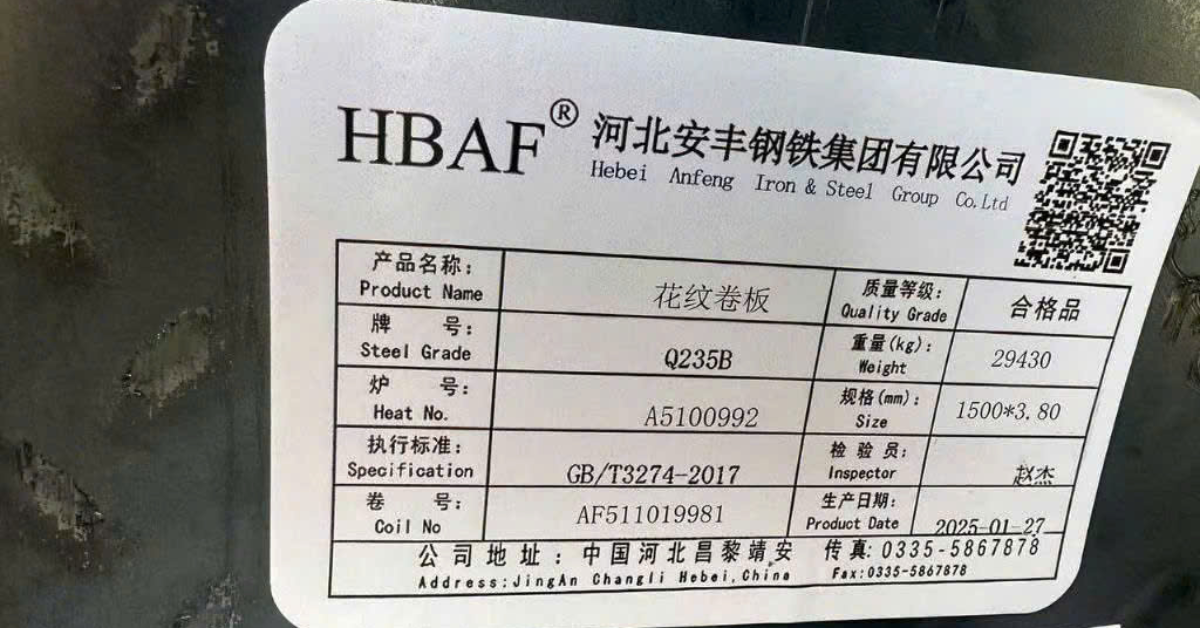 HBAF®
河北安丰钢铁集团有限公司
Hebei Anfeng Iron & Steel Group Co.Ltd
产品名称:
Product Name
花纹卷板
质量等级:
Quality Grade
合格品
牌 号:
Steel Grade
Q235B
重量(kg):
Weight
29430
炉 号:
Heat No.
A5100992
规格(mm):
Size
1500*3.80
执行标准:
Specification
GB/T3274-2017
检 验 员:
Inspector
赵杰
卷 号:
Coil No
AF511019981
生产日期:
Product Date
2025-01-27
公司地址:中国河北昌黎靖安 传真:0335-5867878
Address:JingAn Changli Hebei,China Fax:0335-5867878